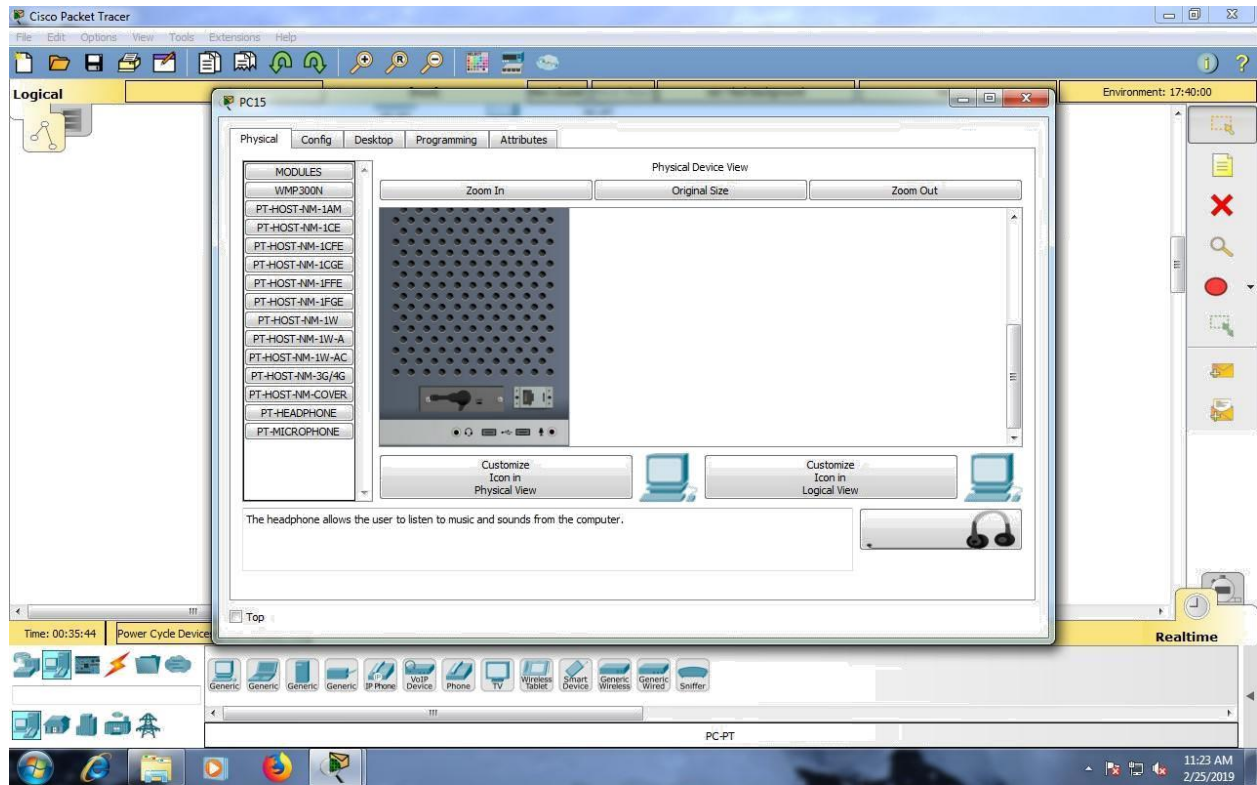 Cisco Packet Tracer
File Edit Options View Tools Extensions Help
Logical
Environment: 17:40:00
PC15
Physical Config Desktop Programming Attributes
MODULES
WMP300N
PT-HOST-NM-1AM
PT-HOST-NM-1CE
PT-HOST-NM-1CFE
PT-HOST-NM-1CGE
PT-HOST-NM-1FFE
PT-HOST-NM-1FGE
PT-HOST-NM-1W
PT-HOST-NM-1W-A
PT-HOST-NM-1W-AC
PT-HOST-NM-3G/4G
PT-HOST-NM-COVER
PT-HEADPHONE
PT-MICROPHONE
Physical Device View
Zoom In Original Size Zoom Out
Customize
Icon in
Physical View
Customize
Icon in
Logical View
The headphone allows the user to listen to music and sounds from the computer.
Top
Time: 00:35:44 Power Cycle Device
Realtime
Generic Generic Generic Generic IP Phone VoIP Device Phone TV Wireless Tablet Smart Device Generic Wireless Generic Wired Sniffer
PC-PT
11:23 AM
2/25/2019